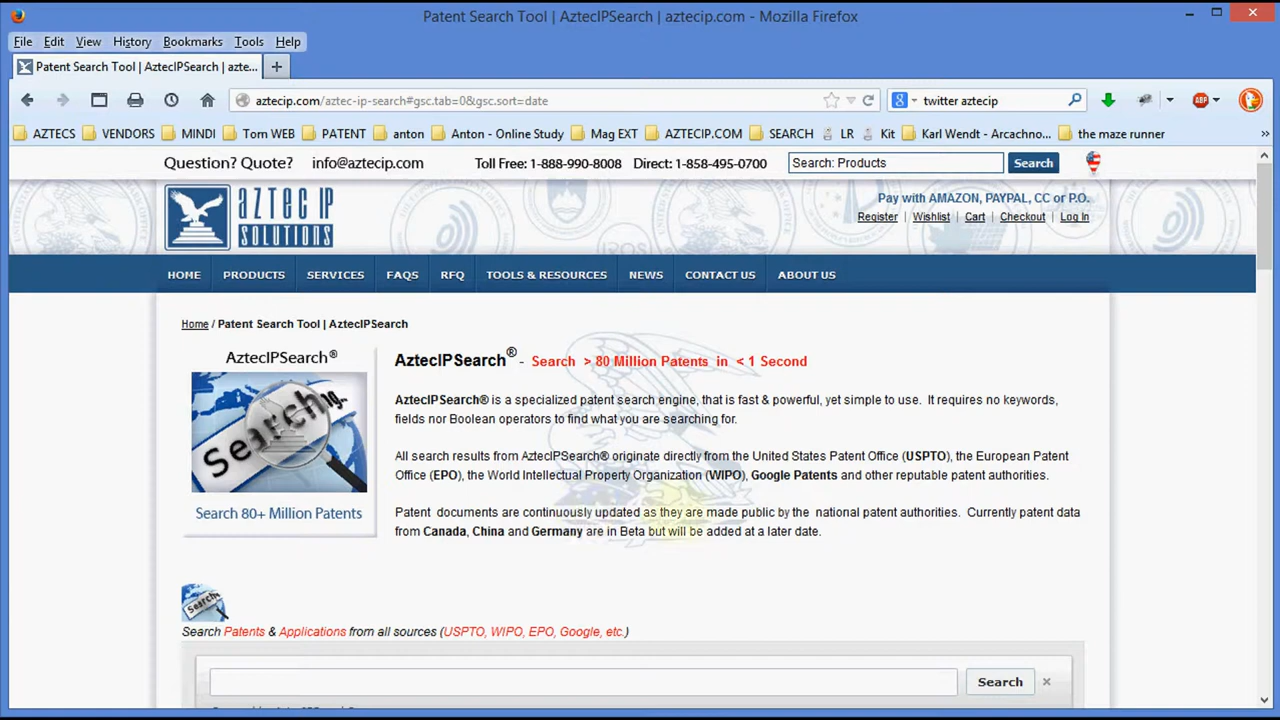 Patent Search Tool | AztecIPSearch | aztecip.com - Mozilla Firefox
File Edit View History Bookmarks Tools Help
Patent Search Tool | AztecIPSearch | azte... +
aztecip.com/aztec-ip-search#gsc.tab=0&gsc.sort=date
twitter aztecip
ABP
AZTECS VENDORS MINDI Torn WEB PATENT anton Anton - Online Study Mag EXT AZTECIP.COM SEARCH LR Kit Karl Wendt - Arcachno... the maze runner »
Question? Quote? info@aztecip.com Toll Free: 1-888-990-8008 Direct: 1-858-495-0700 Search: Products Search
AZTEC IP SOLUTIONS
Pay with AMAZON, PAYPAL, CC or P.O.
Register | Wishlist | Cart | Checkout | Log In
HOME PRODUCTS SERVICES FAQS RFQ TOOLS & RESOURCES NEWS CONTACT US ABOUT US
Home / Patent Search Tool | AztecIPSearch
AztecIPSearch®
Searching..
Search 80+ Million Patents
AztecIPSearch® - Search > 80 Million Patents in < 1 Second
AztecIPSearch® is a specialized patent search engine, that is fast & powerful, yet simple to use. It requires no keywords,
fields nor Boolean operators to find what you are searching for.
All search results from AztecIPSearch® originate directly from the United States Patent Office (USPTO), the European Patent
Office (EPO), the World Intellectual Property Organization (WIPO), Google Patents and other reputable patent authorities.
Patent documents are continuously updated as they are made public by the national patent authorities. Currently patent data
from Canada, China and Germany are in Beta but will be added at a later date.
Search Patents & Applications from all sources (USPTO, WIPO, EPO, Google, etc.)
Search ×